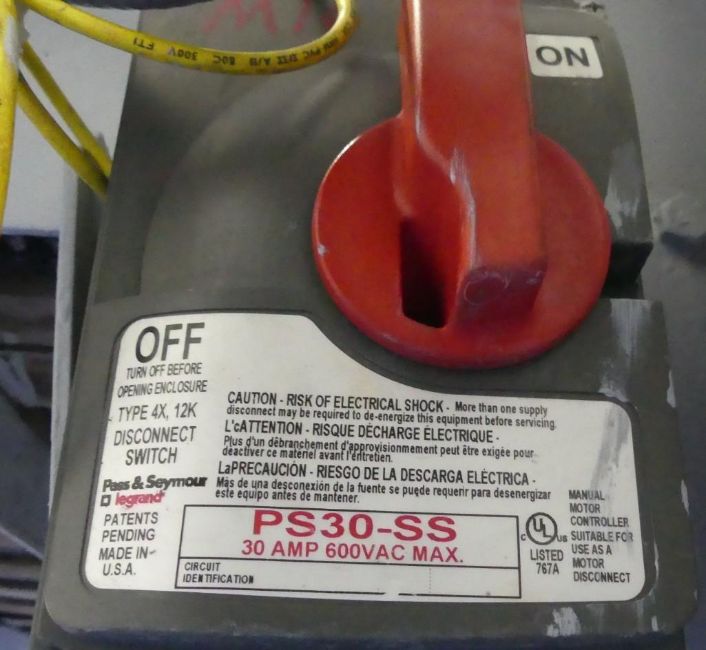 ON
OFF
TURN OFF BEFORE
OPENING ENCLOSURE
TYPE 4X, 12K
DISCONNECT
SWITCH
Pass & Seymour
legrand
PATENTS
PENDING
MADE IN
U.S.A.
CAUTION - RISK OF ELECTRICAL SHOCK - More than one supply
disconnect may be required to de-energize this equipment before servicing.
L'cATTENTION - RISQUE DÉCHARGE ÉLECTRIQUE -
Plus d'un débranchement d'approvisionnement peut être exigée pour
deactiver ce materiel avant l'entretien.
LaPRECAUCIÓN - RIESGO DE LA DESCARGA ELÉCTRICA -
Más de una desconexión de la fuente se puede requerir para desenergizar
este equipo antes de mantener.
PS30-SS
30 AMP 600VAC MAX.
CIRCUIT
IDENTIFICATION
c UL us
LISTED
767A
MANUAL
MOTOR
CONTROLLER
SUITABLE FOR
USE AS A
MOTOR
DISCONNECT